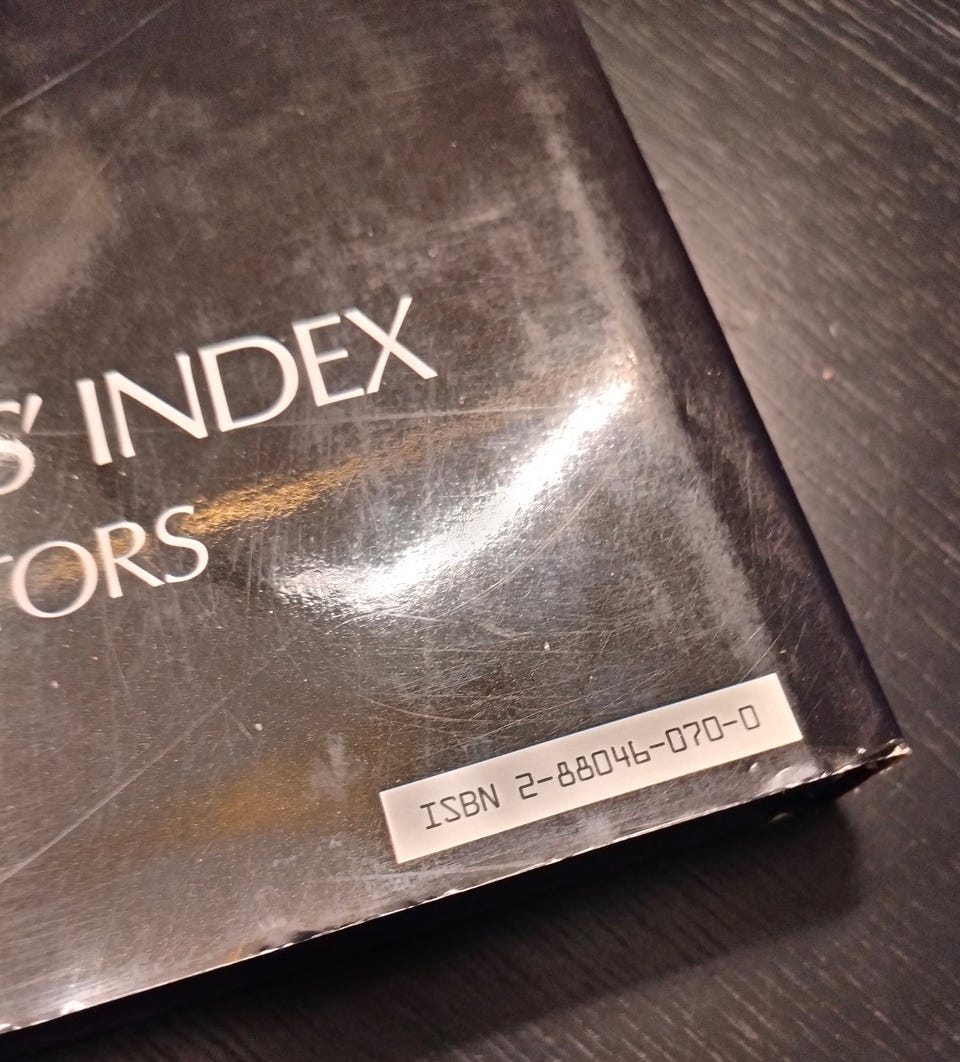 S' INDEX
TORS
ISBN 2-88046-070-0